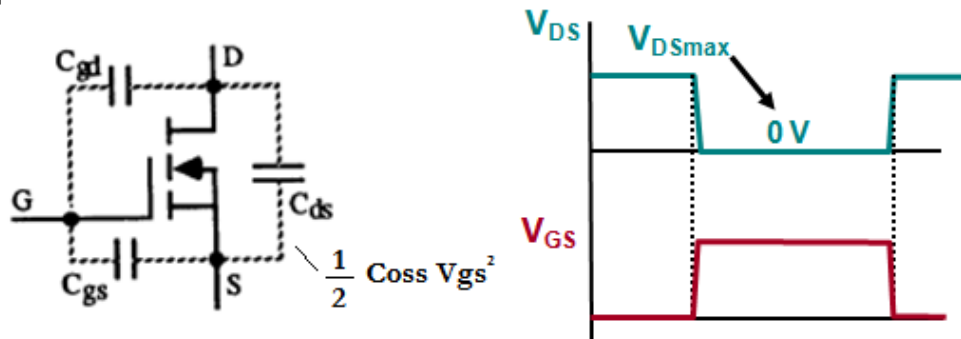 Cgd
D
G
Cds
Cgs
S
1/2 Coss Vgs²
VDS
VDSmax
0 V
VGS